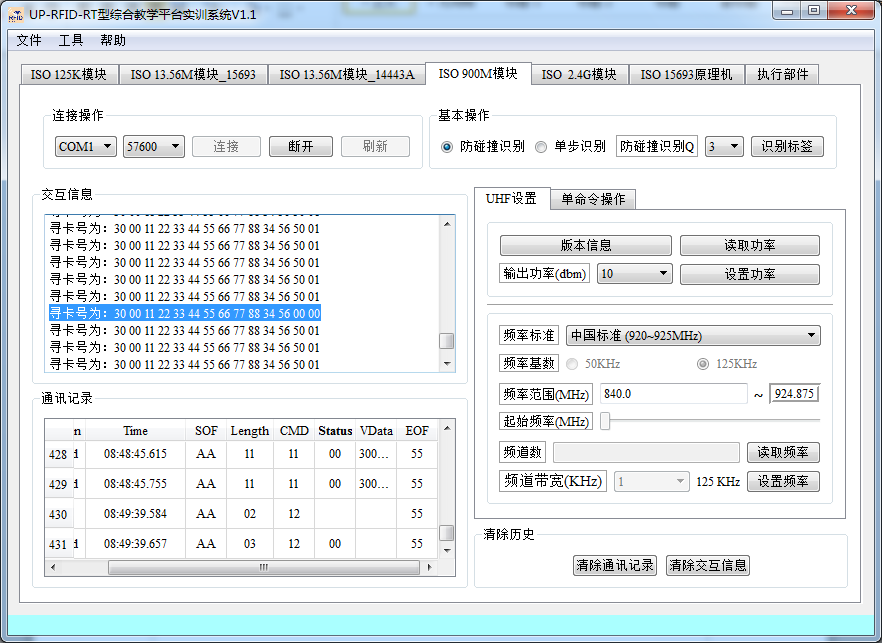 UP-RFID-RT型综合教学平台实训系统V1.1
文件 工具 帮助
ISO 125K模块 ISO 13.56M模块_15693 ISO 13.56M模块_14443A ISO 900M模块 ISO 2.4G模块 ISO 15693原理机 执行部件
连接操作
COM1 57600 连接 断开 刷新
基本操作
防碰撞识别 单步识别 防碰撞识别Q 3 识别标签
交互信息
寻卡号为：30 00 11 22 33 44 55 66 77 88 34 56 50 01
寻卡号为：30 00 11 22 33 44 55 66 77 88 34 56 50 01
寻卡号为：30 00 11 22 33 44 55 66 77 88 34 56 50 01
寻卡号为：30 00 11 22 33 44 55 66 77 88 34 56 50 01
寻卡号为：30 00 11 22 33 44 55 66 77 88 34 56 50 01
寻卡号为：30 00 11 22 33 44 55 66 77 88 34 56 00 00
寻卡号为：30 00 11 22 33 44 55 66 77 88 34 56 50 01
寻卡号为：30 00 11 22 33 44 55 66 77 88 34 56 50 01
寻卡号为：30 00 11 22 33 44 55 66 77 88 34 56 50 01
通讯记录
n Time SOF Length CMD Status VData EOF
428 08:48:45.615 AA 11 11 00 300... 55
429 08:48:45.755 AA 11 11 00 300... 55
430 08:49:39.584 AA 02 12 55
431 08:49:39.657 AA 03 12 00 55
UHF设置 单命令操作
版本信息 读取功率
输出功率(dbm) 10 设置功率
频率标准 中国标准 (920~925MHz)
频率基数 50KHz 125KHz
频率范围(MHz) 840.0 ~ 924.875
起始频率(MHz)
频道数 读取频率
频道带宽(KHz) 1 125 KHz 设置频率
清除历史
清除通讯记录 清除交互信息